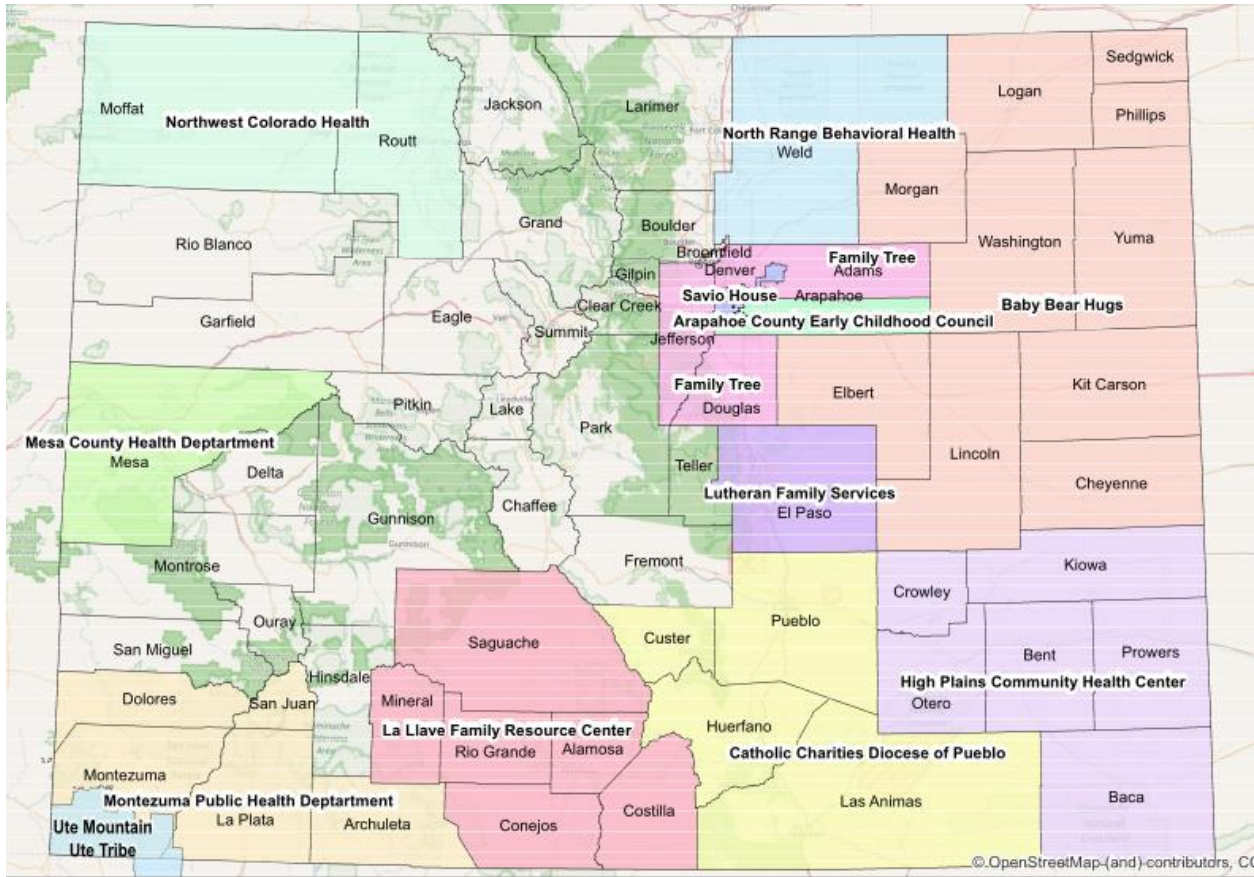 Cheyenne
Sedgwick
Logan
Jackson
Larimer
Moffat
Phillips
Northwest Colorado Health
North Range Behavioral Health
Routt
Weld
Morgan
Grand
Boulder
Rio Blanco
Washington
Yuma
Broomfield
Family Tree
Gilpin
Denver
Adams
Savio House
Arapahoe
Clear Creek
Baby Bear Hugs
Eagle
Garfield
Arapahoe County Early Childhood Council
Summit
Jefferson
Kit Carson
Family Tree
Elbert
Pitkin
Lake
Douglas
Park
Mesa County Health Deptartment
Mesa
Lincoln
Delta
Teller
Cheyenne
Lutheran Family Services
Chaffee
El Paso
Gunnison
Gunnison
Fremont
Montrose
Kiowa
Crowley
Ouray
Pueblo
Custer
Saguache
San Miguel
Bent
Prowers
Hinsdale
High Plains Community Health Center
Dolores
San Juan
Mineral
Otero
La Llave Family Resource Center
Huerfano
Rio Grande
Alamosa
Catholic Charities Diocese of Pueblo
Montezuma
Baca
Montezuma Public Health Deptartment
Las Animas
Costilla
La Plata
Archuleta
Conejos
Ute Mountain
Ute Tribe
© OpenStreetMap (and) contributors, CC